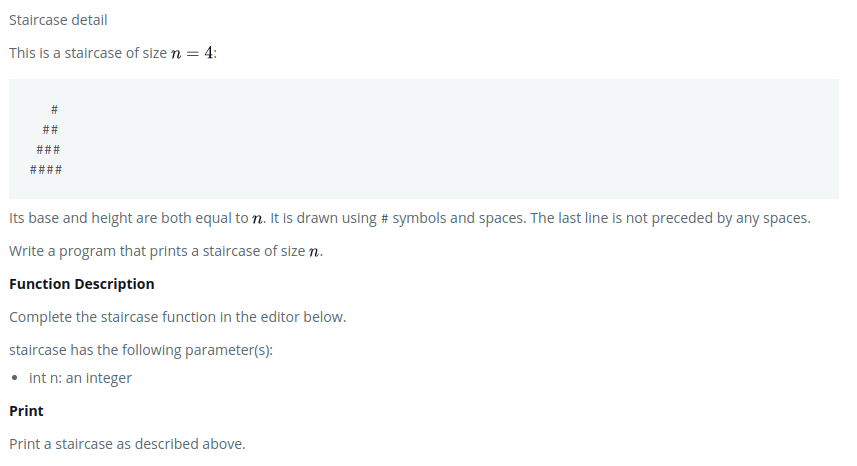 Staircase detail
This is a staircase of size n = 4:
#
##
###
####
Its base and height are both equal to n. It is drawn using # symbols and spaces. The last line is not preceded by any spaces.
Write a program that prints a staircase of size n.
Function Description
Complete the staircase function in the editor below.
staircase has the following parameter(s):
• int n: an integer
Print
Print a staircase as described above.